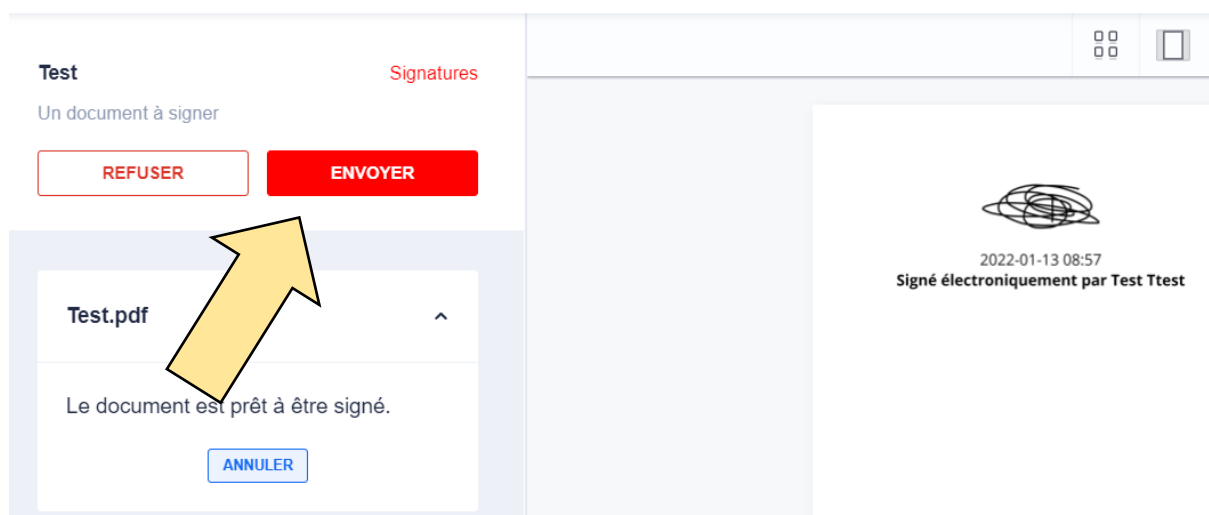 Test
Signatures
Un document à signer
REFUSER
ENVOYER
Test.pdf
Le document est prêt à être signé.
ANNULER
2022-01-13 08:57
Signé électroniquement par Test Ttest